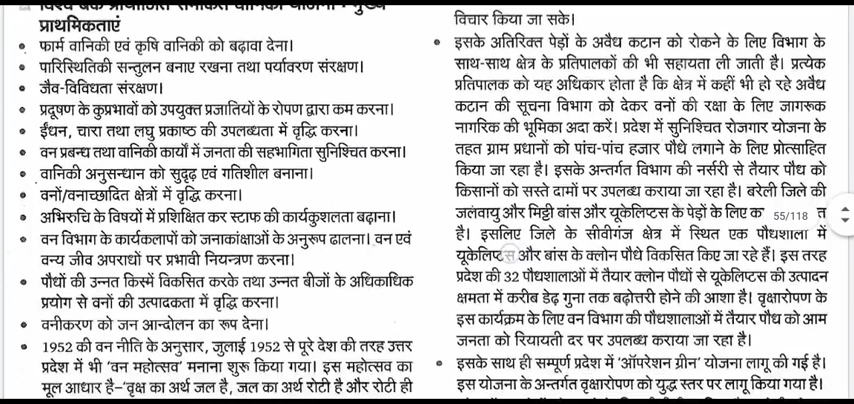 विश्व बैंक प्रायोजित समेकित वानिकी योजना : मुख्य
प्राथमिकताएं
• फार्म वानिकी एवं कृषि वानिकी को बढ़ावा देना।
• पारिस्थितिकी सन्तुलन बनाए रखना तथा पर्यावरण संरक्षण।
• जैव-विविधता संरक्षण।
• प्रदूषण के कुप्रभावों को उपयुक्त प्रजातियों के रोपण द्वारा कम करना।
• ईंधन, चारा तथा लघु प्रकाष्ठ की उपलब्धता में वृद्धि करना।
• वन प्रबन्ध तथा वानिकी कार्यों में जनता की सहभागिता सुनिश्चित करना।
• वानिकी अनुसन्धान को सुदृढ़ एवं गतिशील बनाना।
• वनों/वनाच्छादित क्षेत्रों में वृद्धि करना।
• अभिरुचि के विषयों में प्रशिक्षित कर स्टाफ की कार्यकुशलता बढ़ाना।
• वन विभाग के कार्यकलापों को जनाकांक्षाओं के अनुरूप ढालना। वन एवं
वन्य जीव अपराधों पर प्रभावी नियन्त्रण करना।
• पौधों की उन्नत किस्में विकसित करके तथा उन्नत बीजों के अधिकाधिक
प्रयोग से वनों की उत्पादकता में वृद्धि करना।
• वनीकरण को जन आन्दोलन का रूप देना।
• 1952 की वन नीति के अनुसार, जुलाई 1952 से पूरे देश की तरह उत्तर
प्रदेश में भी ‘वन महोत्सव’ मनाना शुरू किया गया। इस महोत्सव का
मूल आधार है–‘वृक्ष का अर्थ जल है, जल का अर्थ रोटी है और रोटी ही
विचार किया जा सके।
• इसके अतिरिक्त पेड़ों के अवैध कटान को रोकने के लिए विभाग के
साथ-साथ क्षेत्र के प्रतिपालकों की भी सहायता ली जाती है। प्रत्येक
प्रतिपालक को यह अधिकार होता है कि क्षेत्र में कहीं भी हो रहे अवैध
कटान की सूचना विभाग को देकर वनों की रक्षा के लिए जागरूक
नागरिक की भूमिका अदा करें। प्रदेश में सुनिश्चित रोजगार योजना के
तहत ग्राम प्रधानों को पांच-पांच हजार पौधे लगाने के लिए प्रोत्साहित
किया जा रहा है। इसके अन्तर्गत विभाग की नर्सरी से तैयार पौध को
किसानों को सस्ते दामों पर उपलब्ध कराया जा रहा है। बरेली जिले की
जलवायु और मिट्टी बांस और यूकेलिप्टस के पेड़ों के लिए 55/118 त
है। इसलिए जिले के सीवीगंज क्षेत्र में स्थित एक पौधशाला में
यूकेलिप्टस और बांस के क्लोन पौधे विकसित किए जा रहे हैं। इस तरह
प्रदेश की 32 पौधशालाओं में तैयार क्लोन पौधों से यूकेलिप्टस की उत्पादन
क्षमता में करीब डेढ़ गुना तक बढ़ोत्तरी होने की आशा है। वृक्षारोपण के
इस कार्यक्रम के लिए वन विभाग की पौधशालाओं में तैयार पौध को आम
जनता को रियायती दर पर उपलब्ध कराया जा रहा है।
• इसके साथ ही सम्पूर्ण प्रदेश में ‘ऑपरेशन ग्रीन’ योजना लागू की गई है।
इस योजना के अन्तर्गत वृक्षारोपण को युद्ध स्तर पर लागू किया गया है।